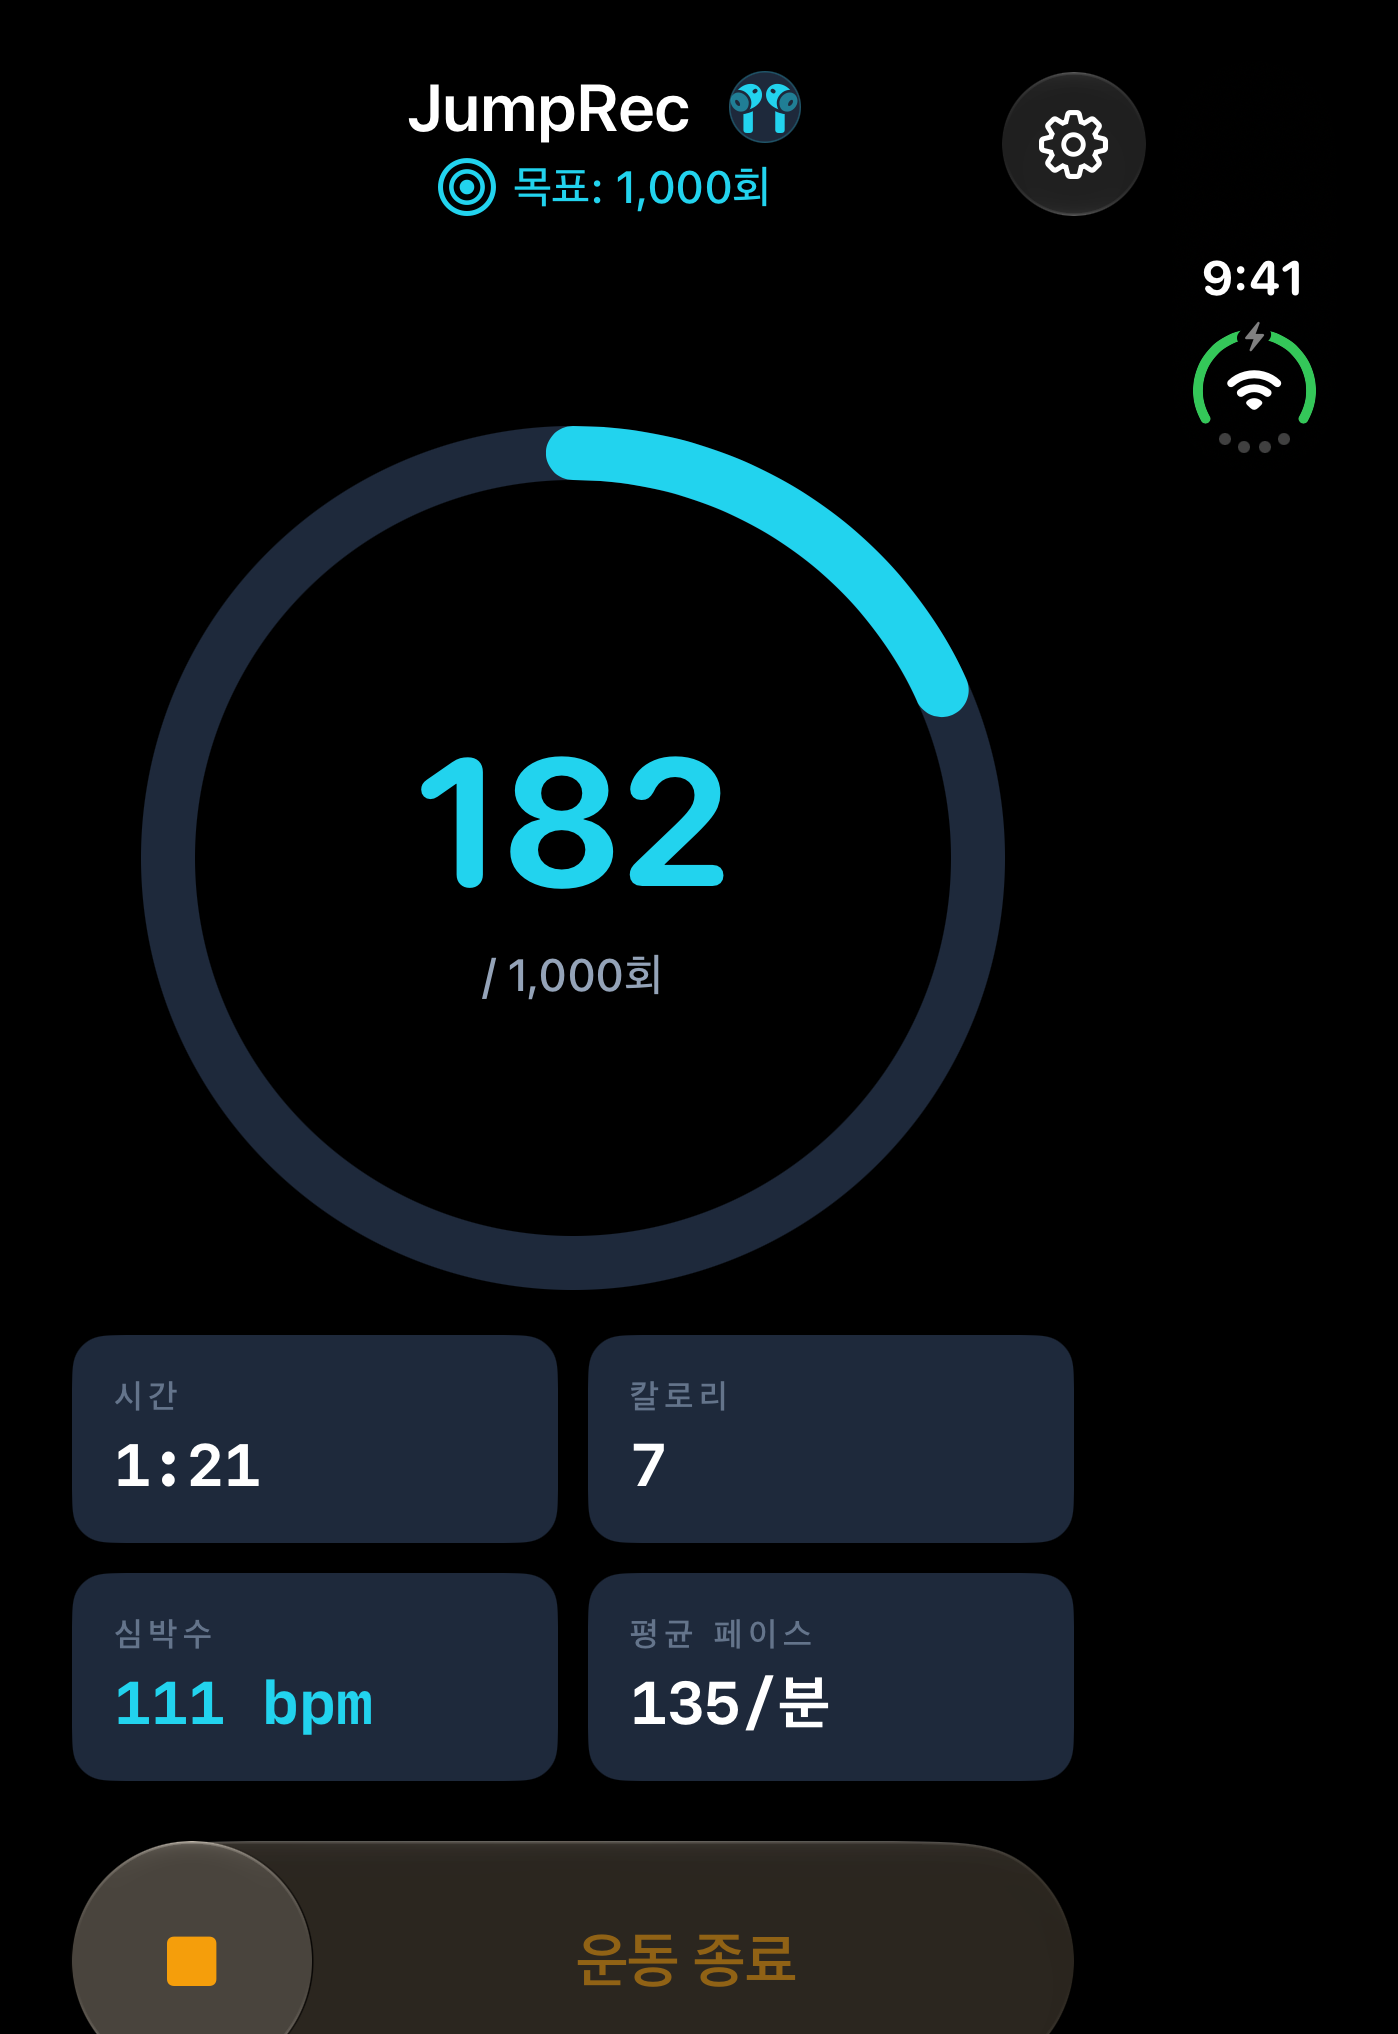 JumpRec
목표: 1,000회
9:41
182
/ 1,000회
시간
1:21
칼로리
7
심박수
111 bpm
평균 페이스
135/분
운동 종료